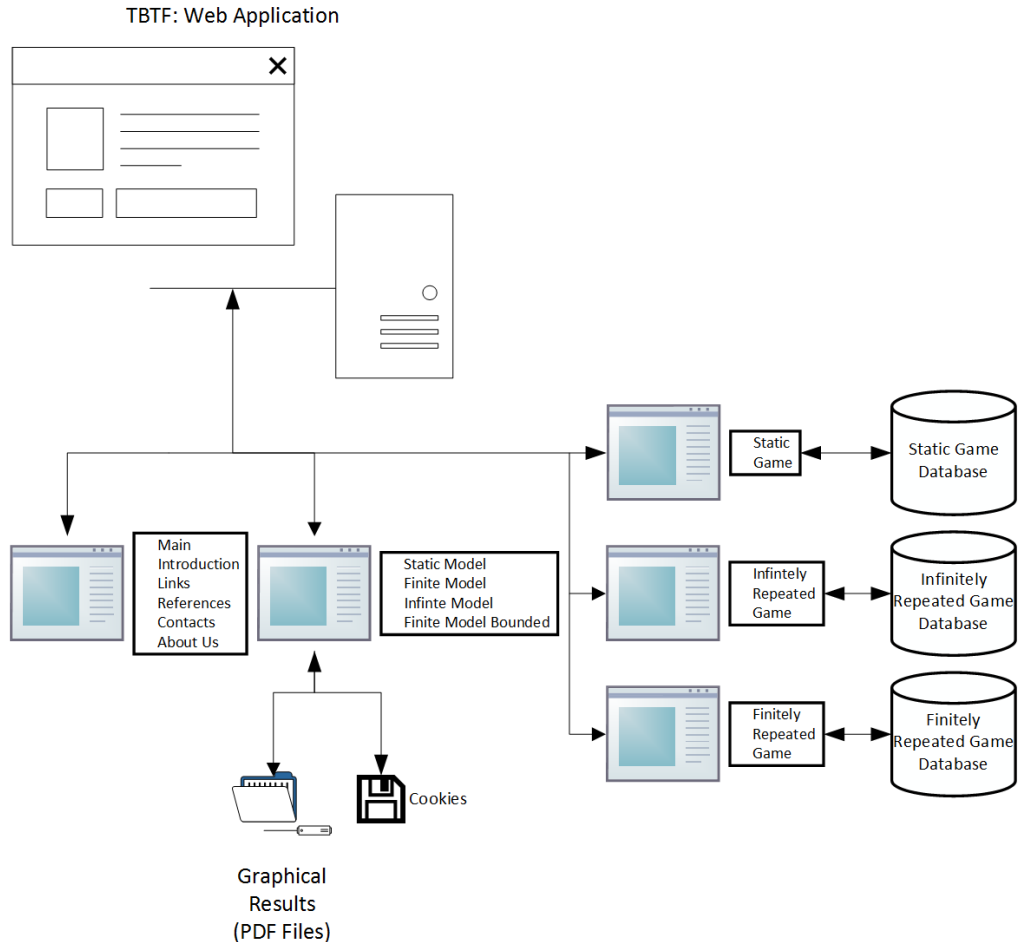 TBTF: Web Application
Static
Game
Static Game
Database
Main
Introduction
Links
References
Contacts
About Us
Static Model
Finite Model
Infinte Model
Finite Model Bounded
Infintely
Repeated
Game
Infinitely
Repeated Game
Database
Finitely
Repeated
Game
Finitely
Repeated Game
Database
Cookies
Graphical
Results
(PDF Files)